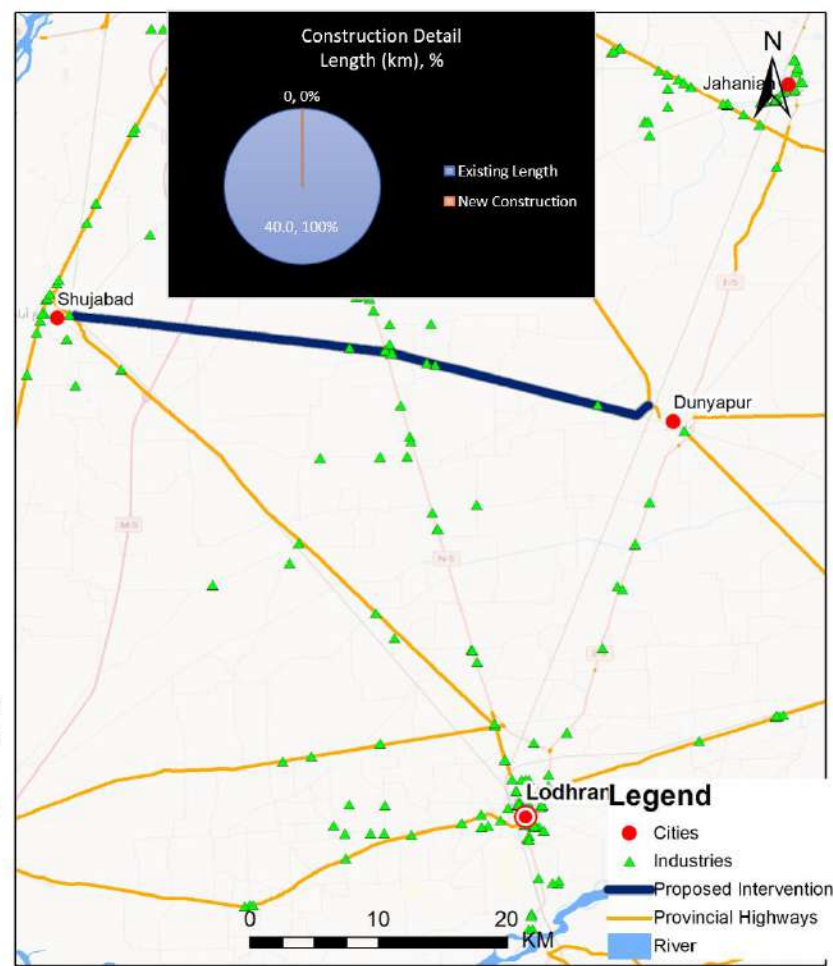 Construction Detail
Length (km), %
0, 0%
40.0, 100%
Existing Length
New Construction
N
Jahanian
Shujabad
Dunyapur
N-5
Lodhran
Legend
Cities
Industries
Proposed Intervention
Provincial Highways
River
0 10 20
KM